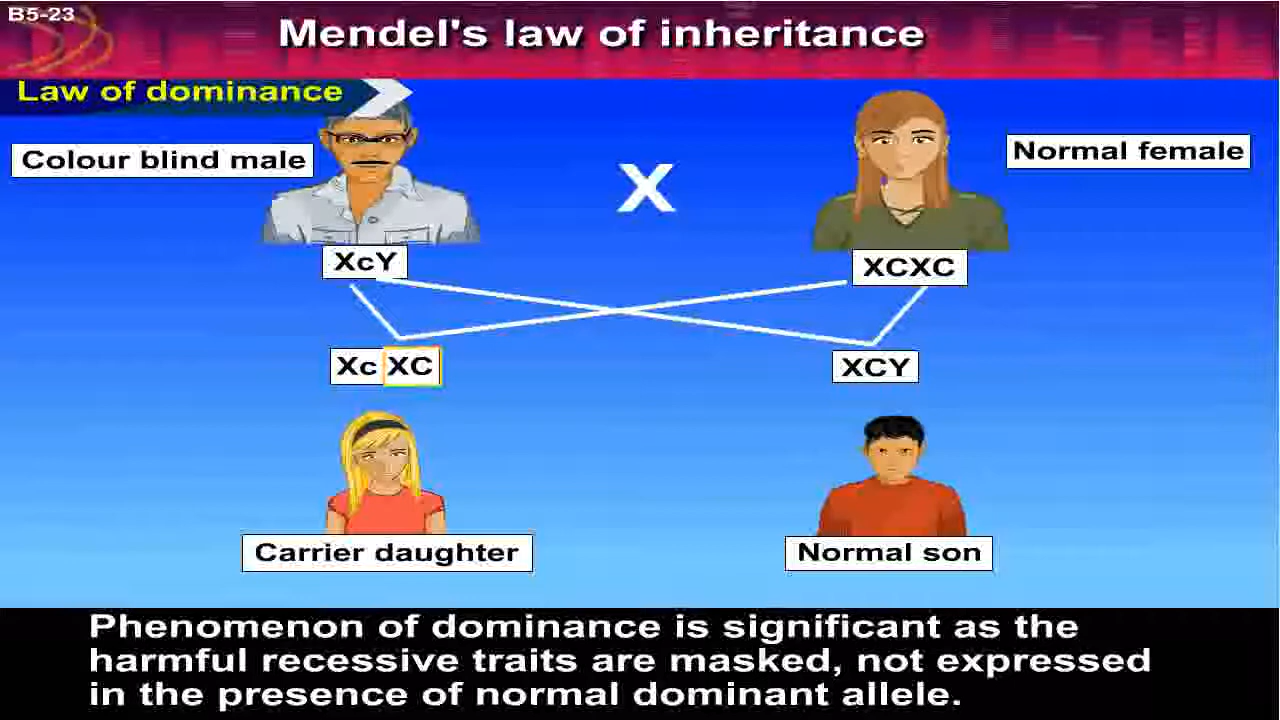 B5-23
Mendel's law of inheritance
Law of dominance
Colour blind male
X
Normal female
XcY
XCXC
Xc XC
XCY
Carrier daughter
Normal son
Phenomenon of dominance is significant as the
harmful recessive traits are masked, not expressed
in the presence of normal dominant allele.